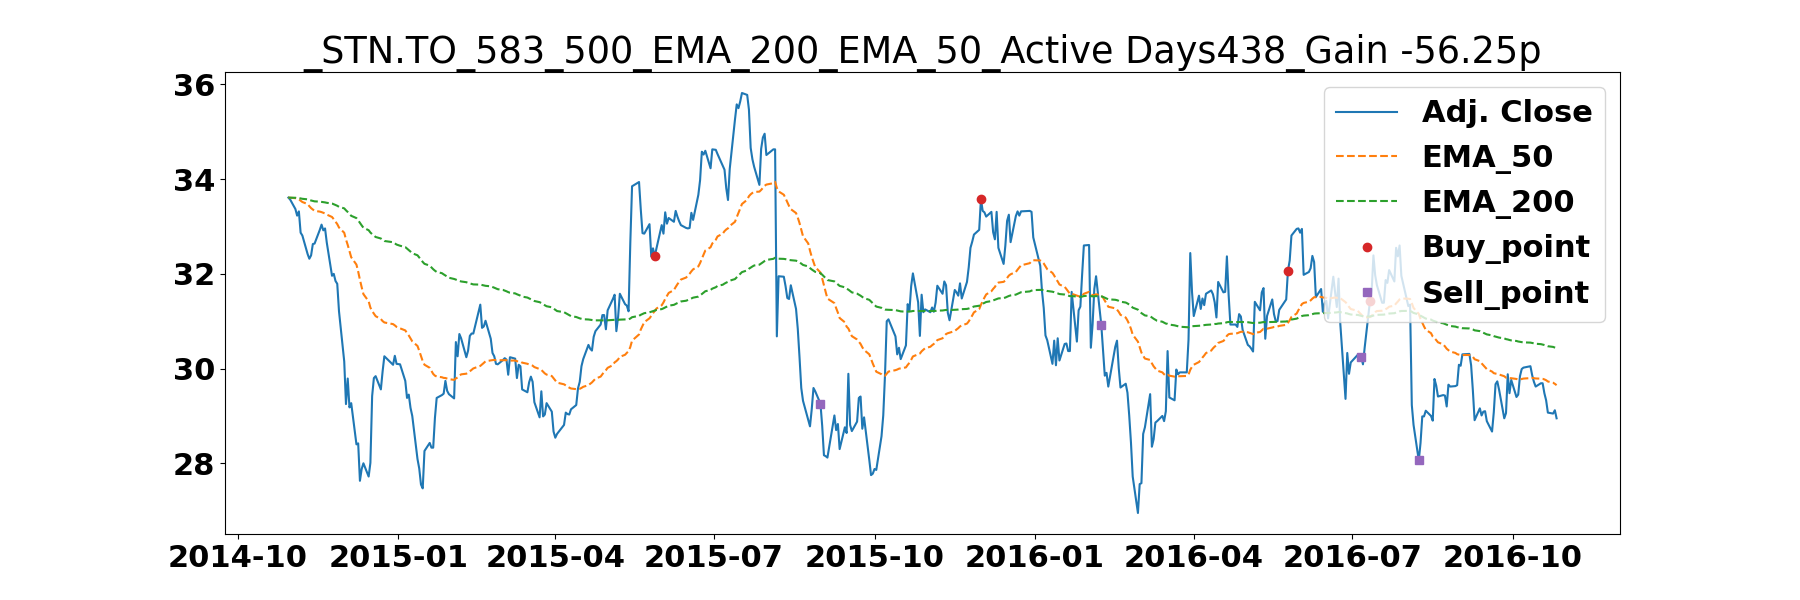 _STN.TO_583_500_EMA_200_EMA_50_Active Days438_Gain -56.25p
36
34
32
30
28
Adj. Close
EMA_50
EMA_200
Buy_point
Sell_point
2014-10 2015-01 2015-04 2015-07 2015-10 2016-01 2016-04 2016-07 2016-10